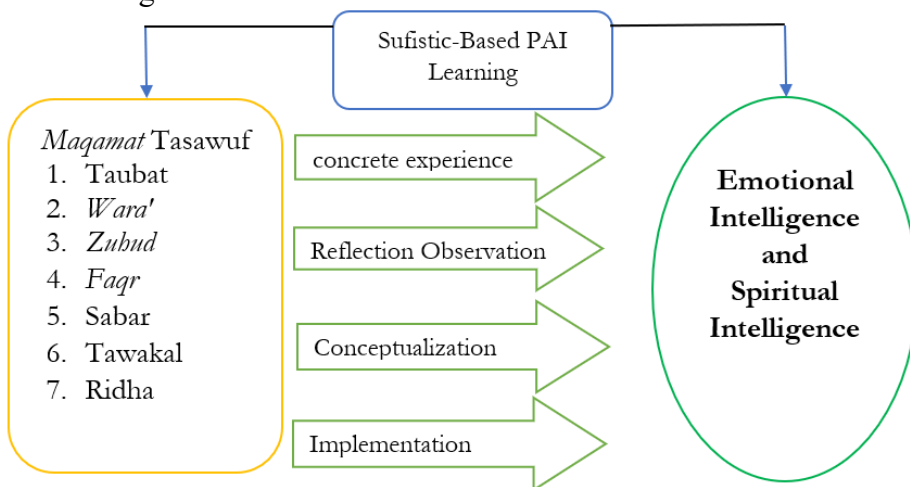 Sufistic-Based PAI
Learning
Maqamat Tasawuf
1. Taubat
2. Wara'
3. Zuhud
4. Faqr
5. Sabar
6. Tawakal
7. Ridha
concrete experience
Reflection Observation
Conceptualization
Implementation
Emotional
Intelligence
and
Spiritual
Intelligence